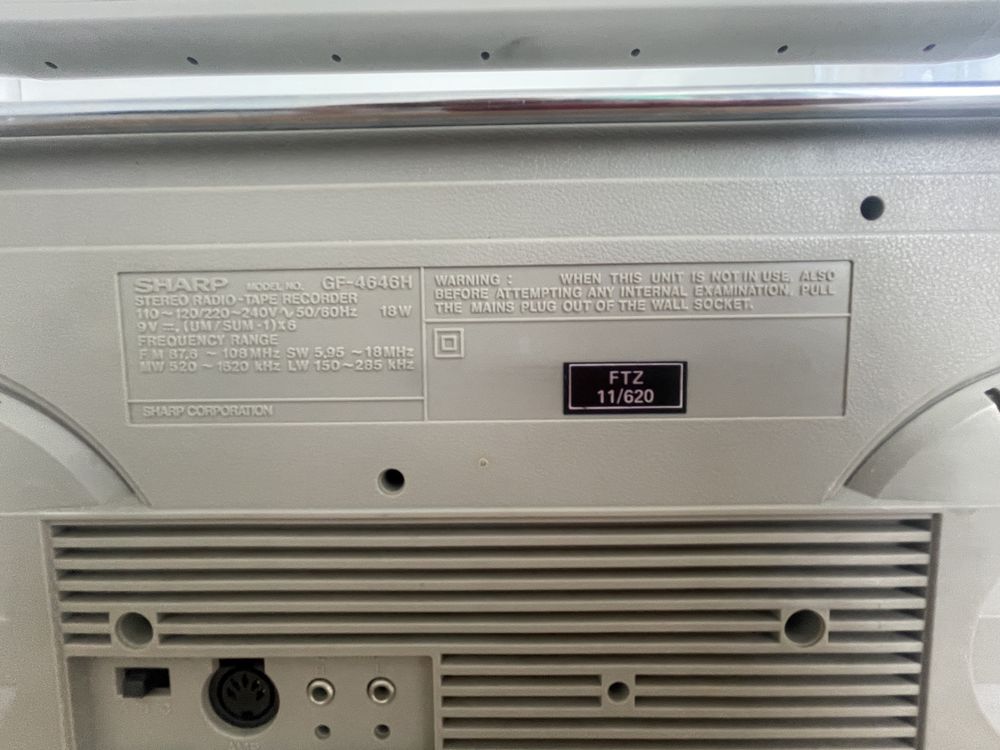 SHARP MODEL NO. GF-4646H
STEREO RADIO-TAPE RECORDER
110~120/220~240V∿50/60Hz 18W
9V ⎓ (UM/SUM-1)X6
FREQUENCY RANGE
FM 87.6 ~ 108MHz SW 5.95 ~18MHz
MW 520 ~ 1620 kHz LW 150~285 kHz
SHARP CORPORATION
WARNING : WHEN THIS UNIT IS NOT IN USE, ALSO
BEFORE ATTEMPTING ANY INTERNAL EXAMINATION, PULL
THE MAINS PLUG OUT OF THE WALL SOCKET.
FTZ
11/620